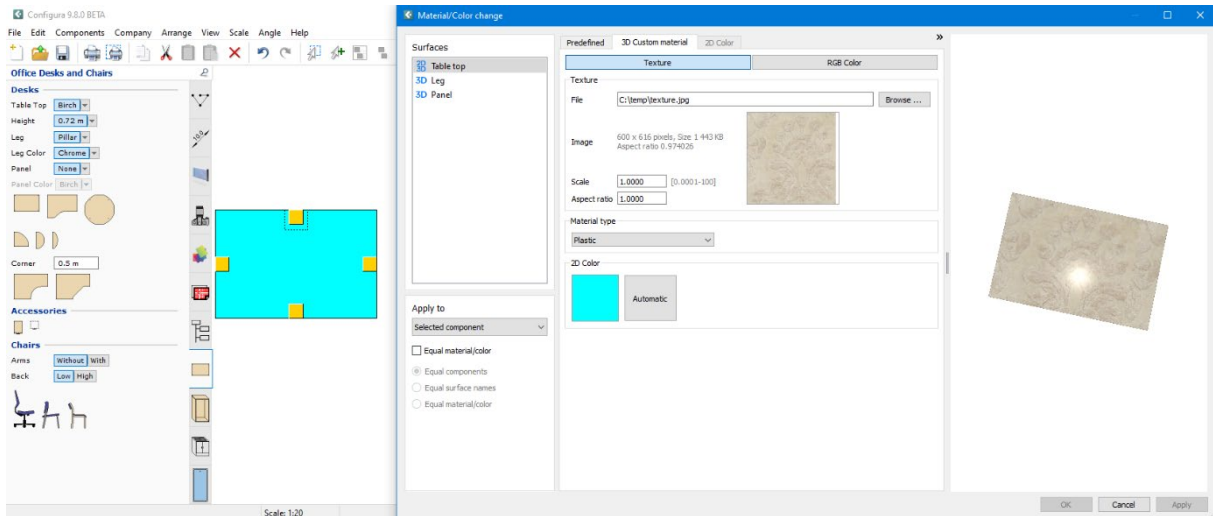 Configura 9.8.0 BETA
File Edit Components Company Arrange View Scale Angle Help
Office Desks and Chairs
Desks
Table Top Birch
Height 0.72 m
Leg Pillar
Leg Color Chrome
Panel None
Panel Color Birch
Corner 0.5 m
Accessories
Chairs
Arms Without With
Back Low High
Scale: 1:20
Material/Color change
Surfaces
3D Table top
3D Leg
3D Panel
Apply to
Selected component
Equal material/color
Equal components
Equal surface names
Equal material/color
Predefined 3D Custom material 2D Color »
Texture RGB Color
Texture
File C:\temp\texture.jpg Browse ...
Image 600 x 616 pixels, Size 1 443 KB
Aspect ratio 0.974026
Scale 1.0000 [0.0001-100]
Aspect ratio 1.0000
Material type
Plastic
2D Color
Automatic
OK Cancel Apply